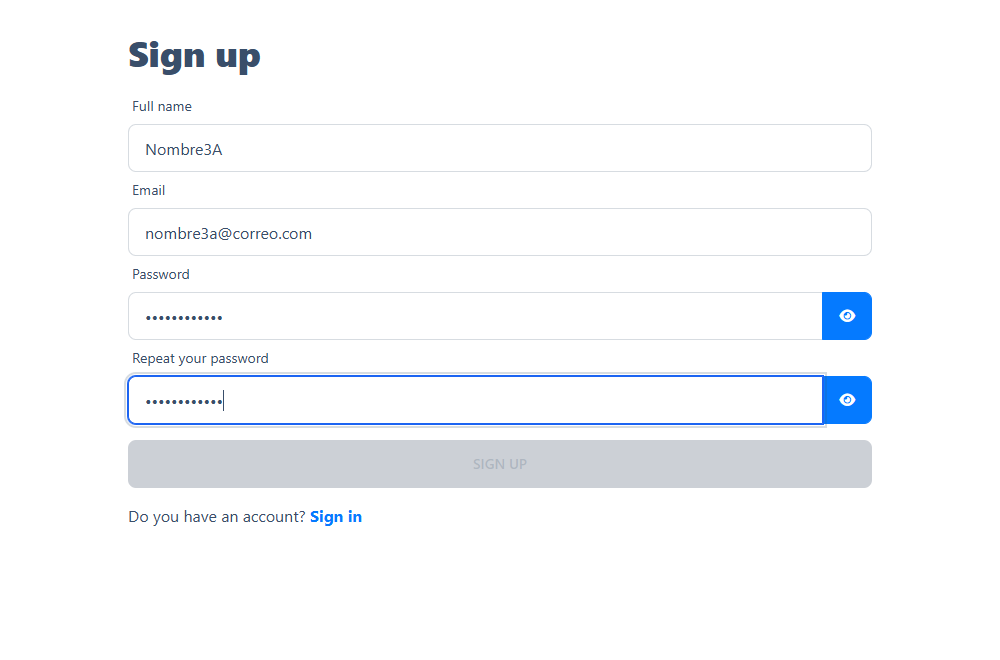 Sign up
Full name
Nombre3A
Email
nombre3a@correo.com
Password
••••••••••••
Repeat your password
••••••••••••
SIGN UP
Do you have an account? Sign in